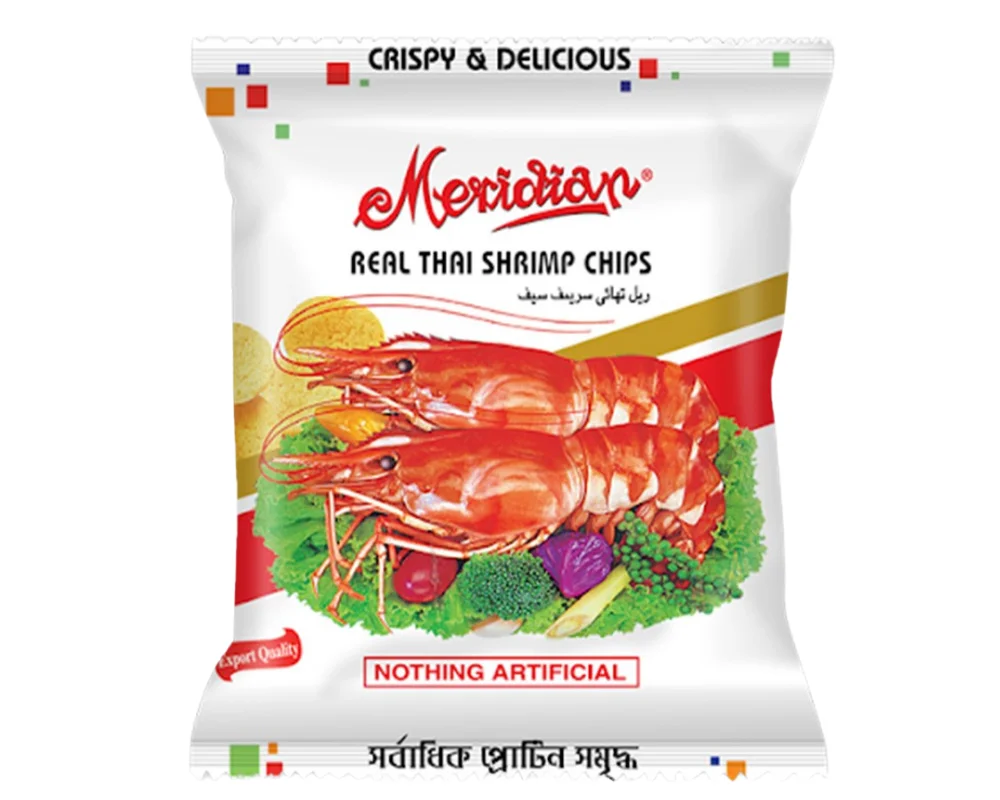 CRISPY & DELICIOUS
Meridian®
REAL THAI SHRIMP CHIPS
ریل تھائی سریمف سیف
Export Quality
NOTHING ARTIFICIAL
সর্বাধিক প্রোটিন সমৃদ্ধ